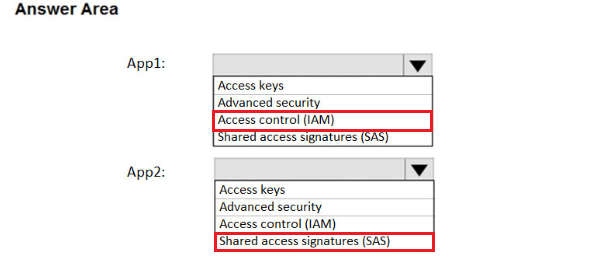 Answer Area
App1:
Access keys
Advanced security
Access control (IAM)
Shared access signatures (SAS)
App2:
Access keys
Advanced security
Access control (IAM)
Shared access signatures (SAS)